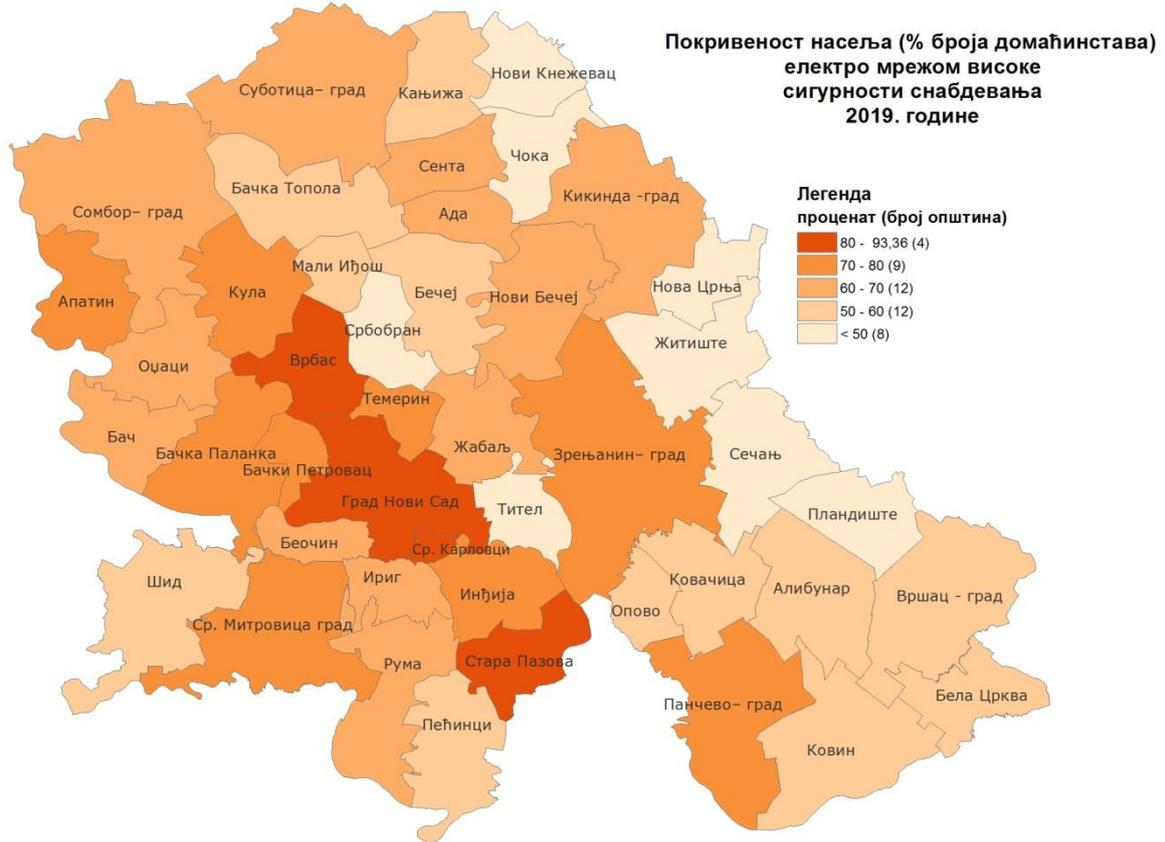 Покривеност насеља (% броја домаћинстава)
електро мрежом високе
сигурности снабдевања
2019. године
Легенда
проценат (број општина)
80 - 93,36 (4)
70 - 80 (9)
60 - 70 (12)
50 - 60 (12)
< 50 (8)
Суботица– град
Кањижа
Нови Кнежевац
Чока
Сента
Бачка Топола
Кикинда -град
Сомбор– град
Ада
Мали Иђош
Нова Црња
Апатин
Кула
Бечеј
Нови Бечеј
Србобран
Житиште
Врбас
Оџаци
Темерин
Бач
Жабаљ
Бачка Паланка
Зрењанин– град
Сечањ
Бачки Петровац
Град Нови Сад
Тител
Пландиште
Беочин
Ср. Карловци
Шид
Ириг
Ковачица
Инђија
Алибунар
Вршац - град
Опово
Ср. Митровица град
Рума
Стара Пазова
Бела Црква
Панчево– град
Пећинци
Ковин